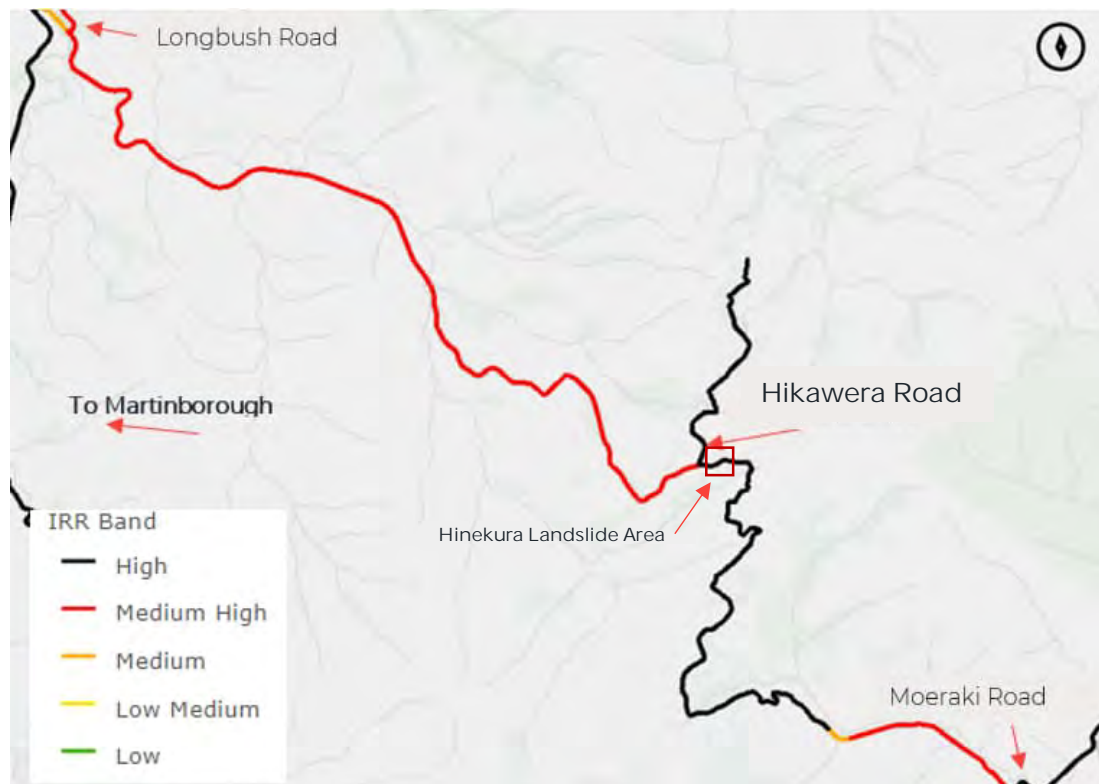 Longbush Road
To Martinborough
Hikawera Road
Hinekura Landslide Area
IRR Band
High
Medium High
Medium
Low Medium
Low
Moeraki Road